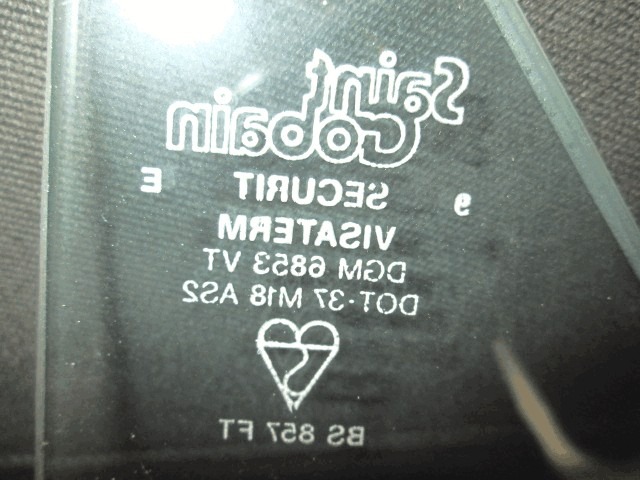 Saint
Gobain
9 SECURIT E
VISATERM
DGM 6853 VT
DOT·37 M18 AS2
BS 857 FT